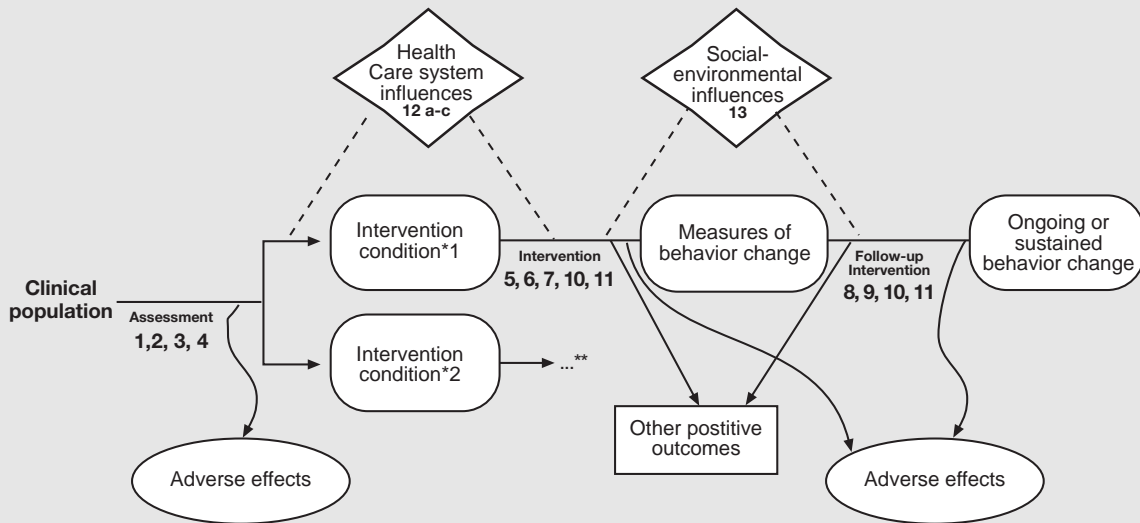 Health
Care system
influences
12 a-c
Social-
environmental
influences
13
Clinical
population
Assessment
1,2, 3, 4
Intervention
condition*1
Intervention
5, 6, 7, 10, 11
Measures of
behavior change
Follow-up
Intervention
8, 9, 10, 11
Ongoing or
sustained
behavior change
Intervention
condition*2
...**
Other postitive
outcomes
Adverse effects
Adverse effects